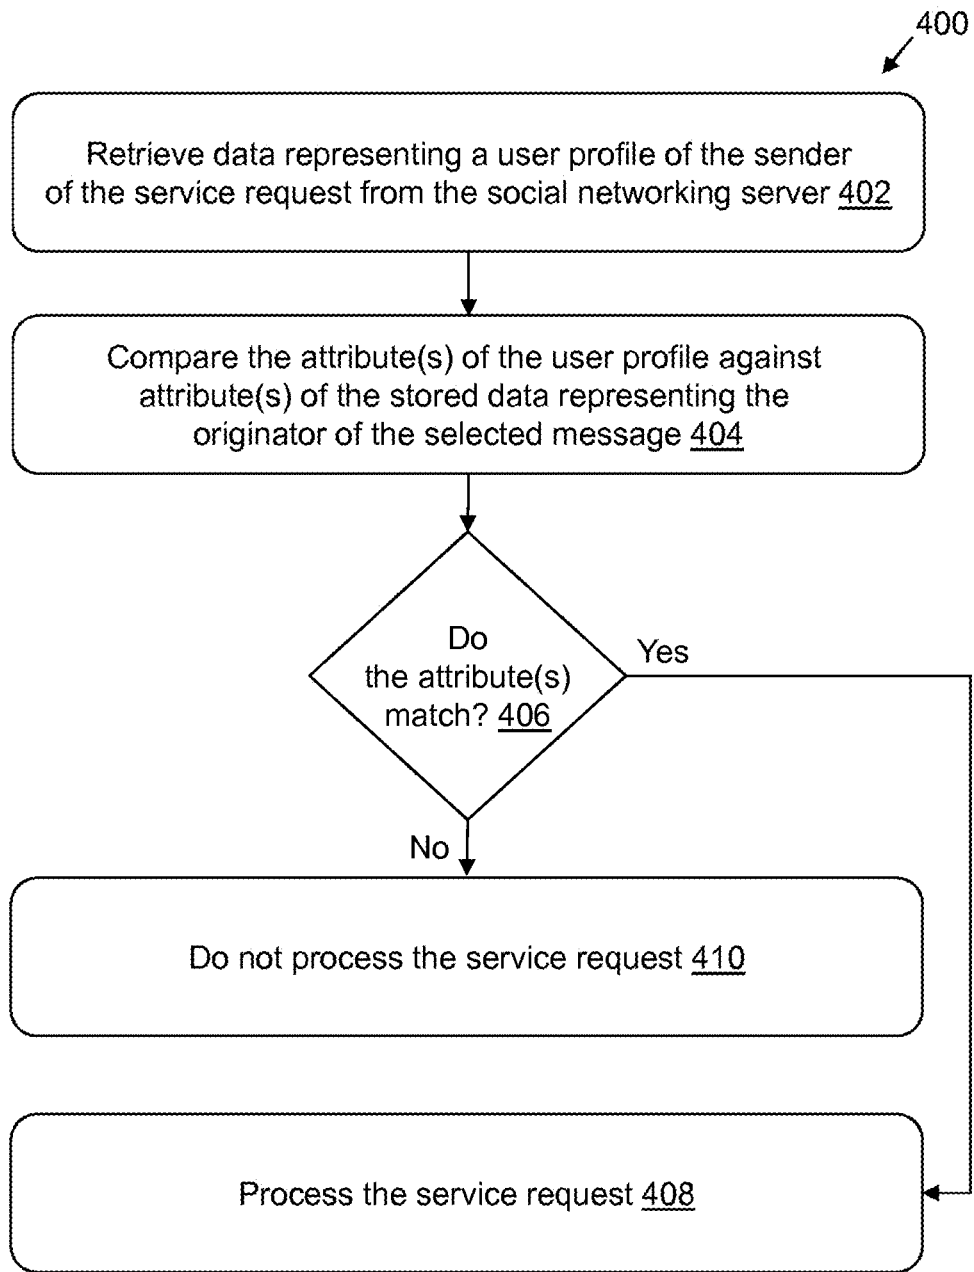 400
Retrieve data representing a user profile of the sender
of the service request from the social networking server 402
Compare the attribute(s) of the user profile against
attribute(s) of the stored data representing the
originator of the selected message 404
Do
the attribute(s)
match? 406
Yes
No
Do not process the service request 410
Process the service request 408